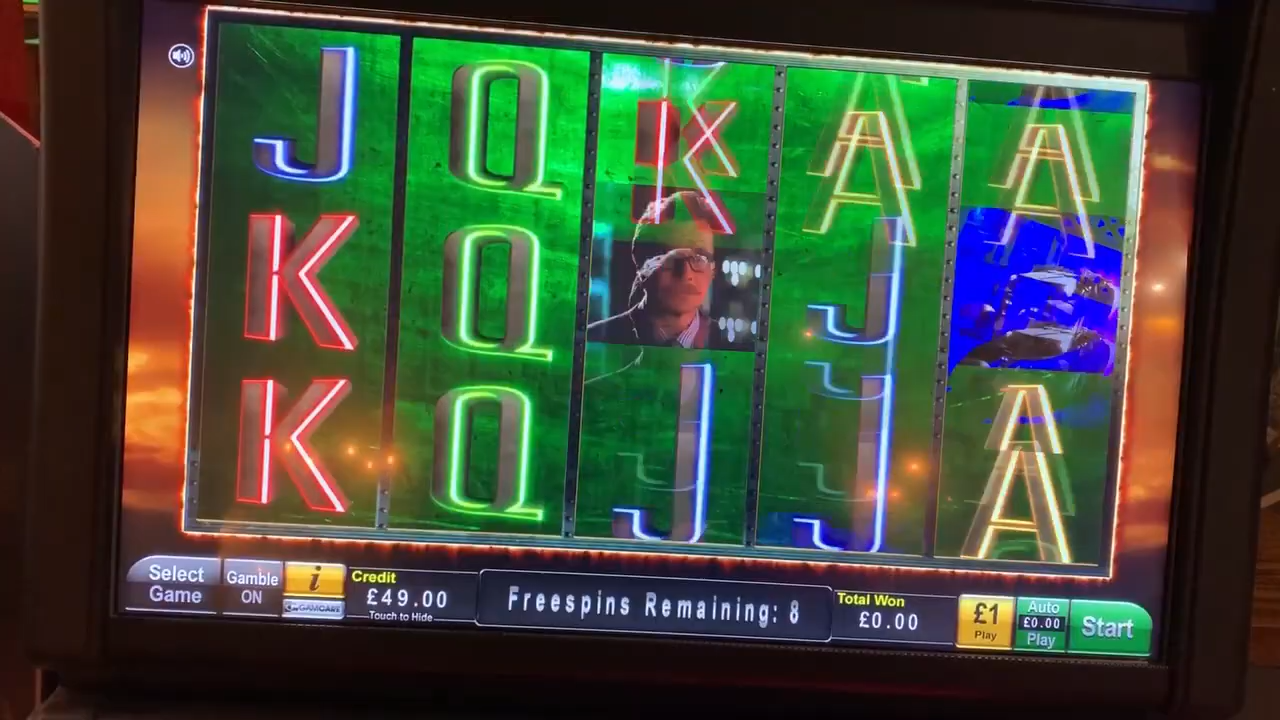 J Q K A A
K Q J
K Q J J A
Select
Game
Gamble
ON
i
GAMCARE
Credit
£49.00
Touch to Hide
Freespins Remaining: 8
Total Won
£0.00
£1
Play
Auto
£0.00
Play
Start